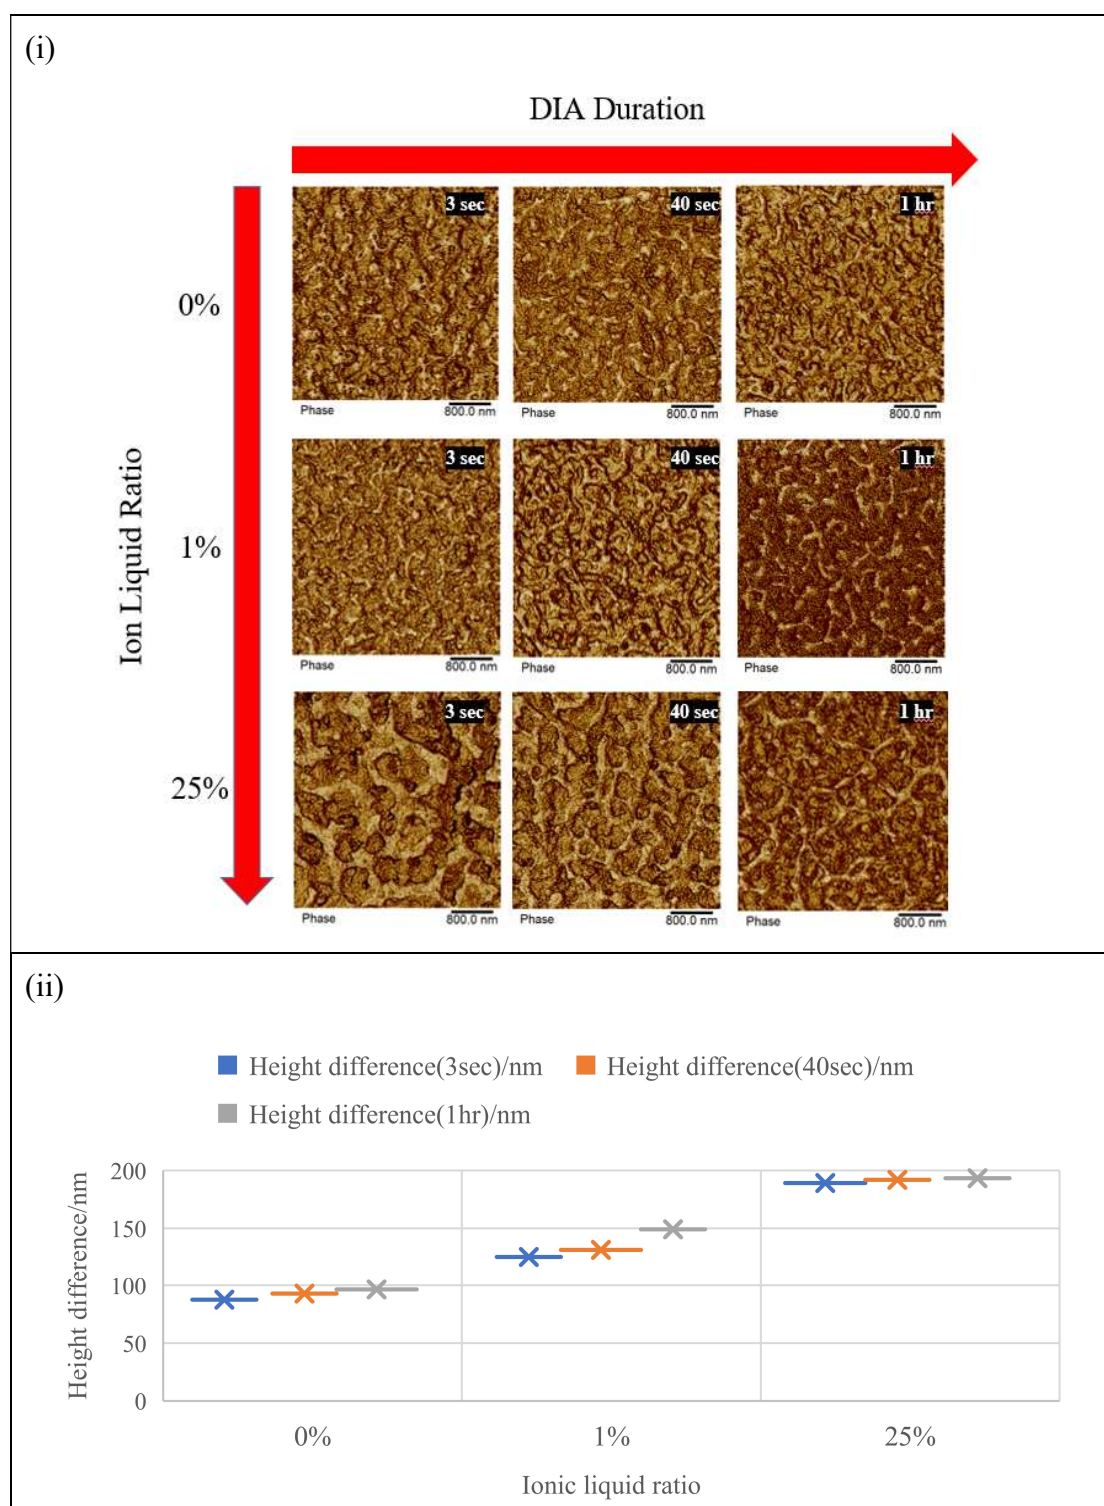 (i)
DIA Duration
3 sec
40 sec
1 hr
0%
Phase
800.0 nm
Phase
800.0 nm
Phase
800.0 nm
Ion Liquid Ratio
3 sec
40 sec
1 hr
1%
Phase
800.0 nm
Phase
800.0 nm
Phase
800.0 nm
3 sec
40 sec
1 hr
25%
Phase
800.0 nm
Phase
800.0 nm
Phase
800.0 nm
(ii)
Height difference(3sec)/nm
Height difference(40sec)/nm
Height difference(1hr)/nm
Height difference/nm
200
150
100
50
0
0%
1%
25%
Ionic liquid ratio